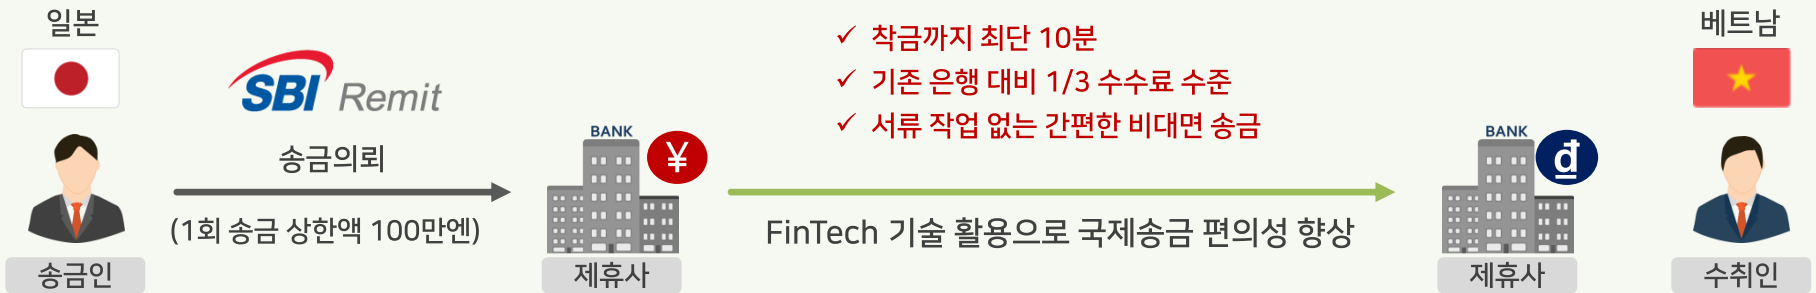 일본
SBI Remit
송금의뢰
(1회 송금 상한액 100만엔)
송금인
BANK
¥
제휴사
✓ 착금까지 최단 10분
✓ 기존 은행 대비 1/3 수수료 수준
✓ 서류 작업 없는 간편한 비대면 송금
FinTech 기술 활용으로 국제송금 편의성 향상
BANK
₫
제휴사
베트남
수취인